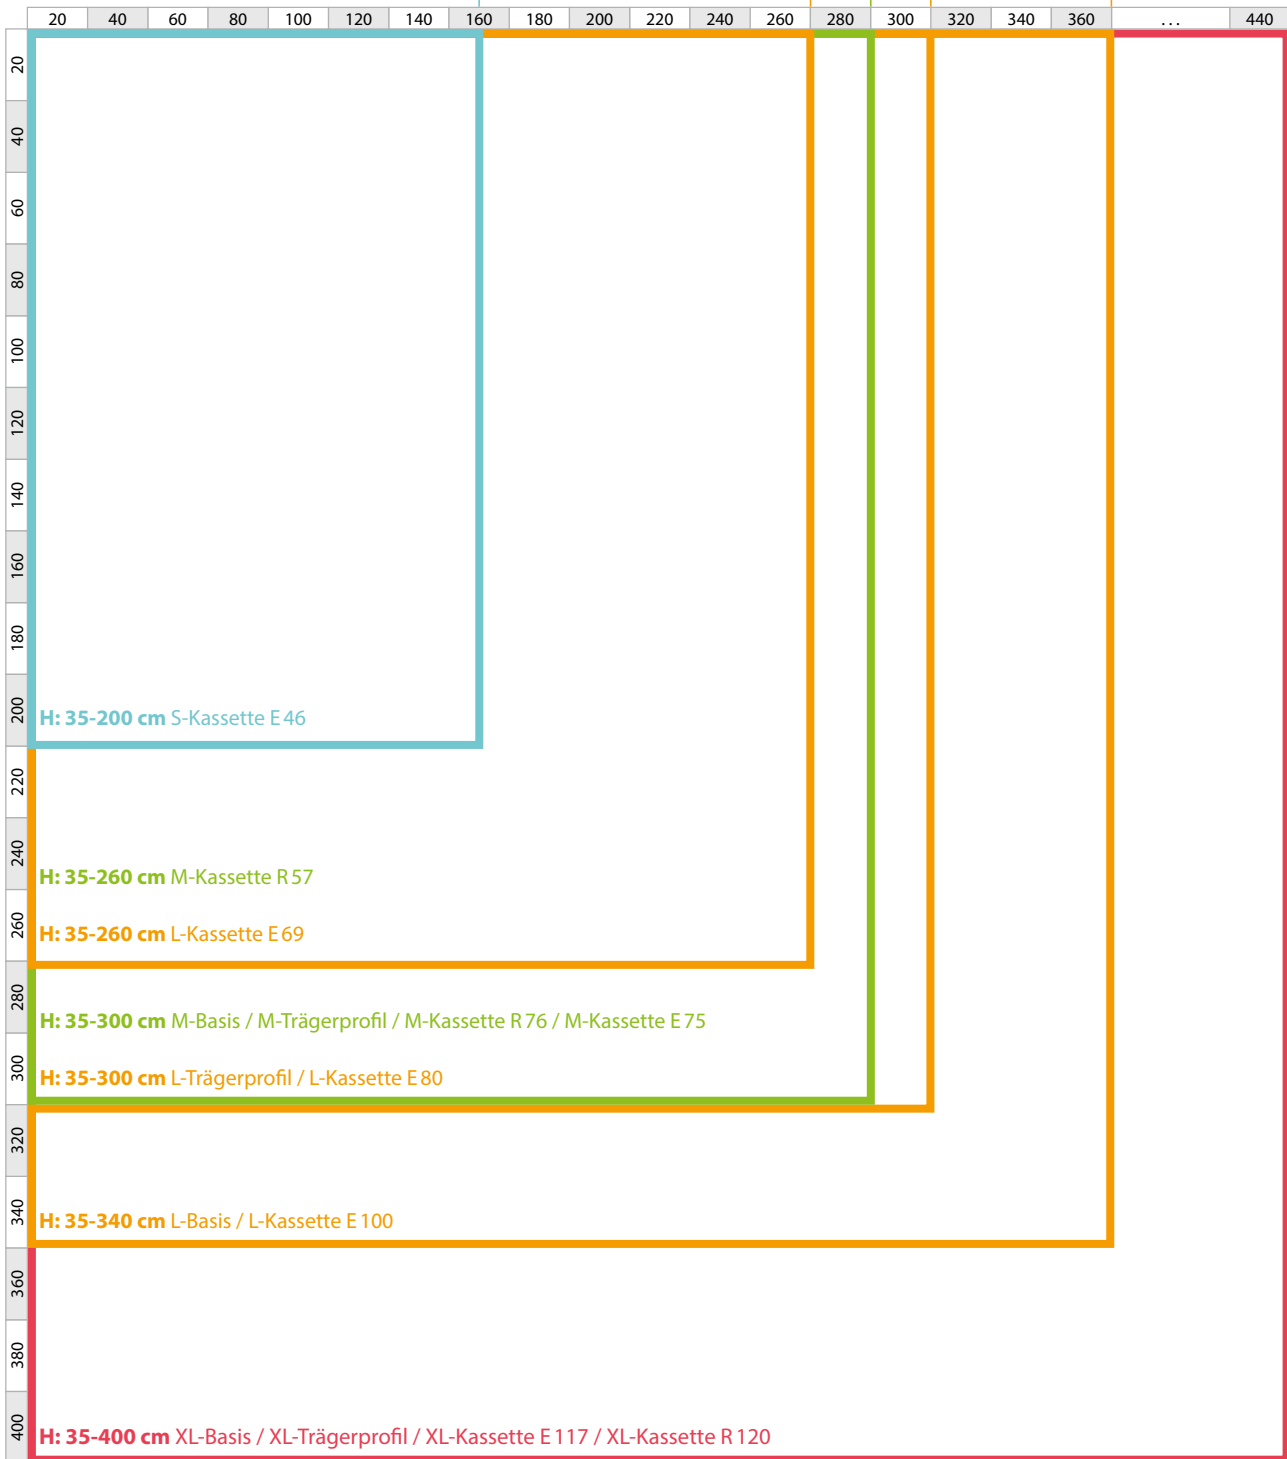 20 40 60 80 100 120 140 160 180 200 220 240 260 280 300 320 340 360 ... 440
20
40
60
80
100
120
140
160
180
200
H: 35-200 cm S-Kassette E 46
220
240
H: 35-260 cm M-Kassette R 57
260
H: 35-260 cm L-Kassette E 69
280
H: 35-300 cm M-Basis / M-Trägerprofil / M-Kassette R 76 / M-Kassette E 75
300
H: 35-300 cm L-Trägerprofil / L-Kassette E 80
320
340
H: 35-340 cm L-Basis / L-Kassette E 100
360
380
400
H: 35-400 cm XL-Basis / XL-Trägerprofil / XL-Kassette E 117 / XL-Kassette R 120